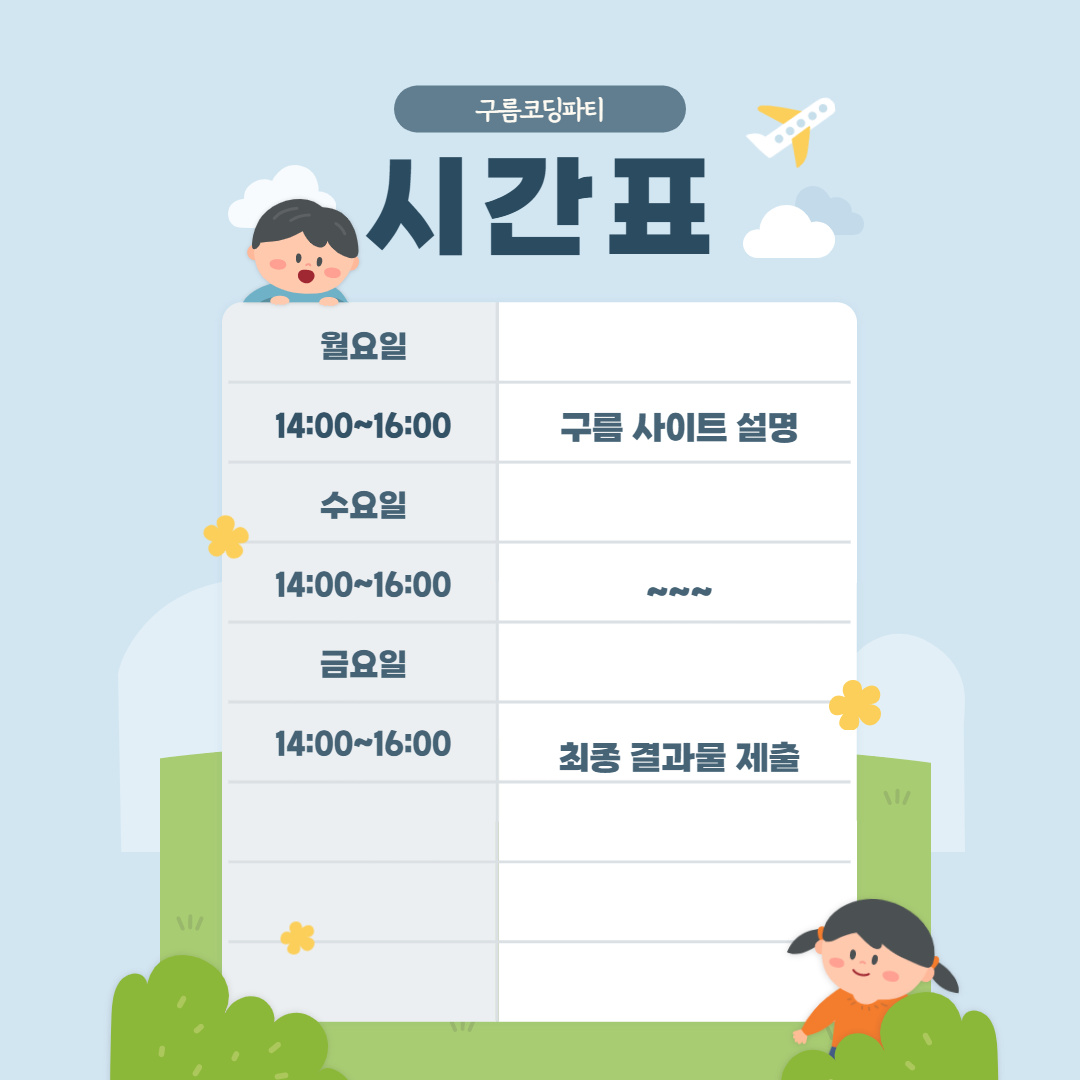 구름코딩파티
시간표
월요일
14:00~16:00 구름 사이트 설명
수요일
14:00~16:00 ~~~
금요일
14:00~16:00 최종 결과물 제출